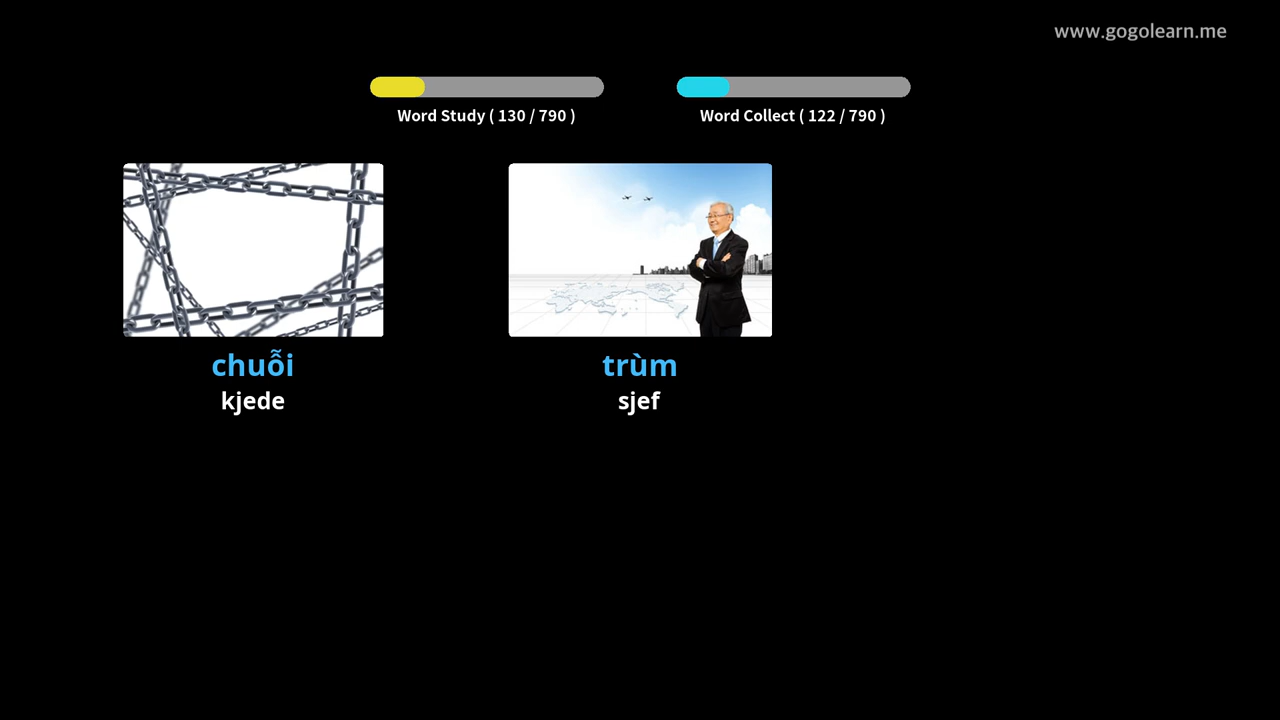 www.gogolearn.me
Word Study ( 130 / 790 )
Word Collect ( 122 / 790 )
chuỗi
kjede
trùm
sjef